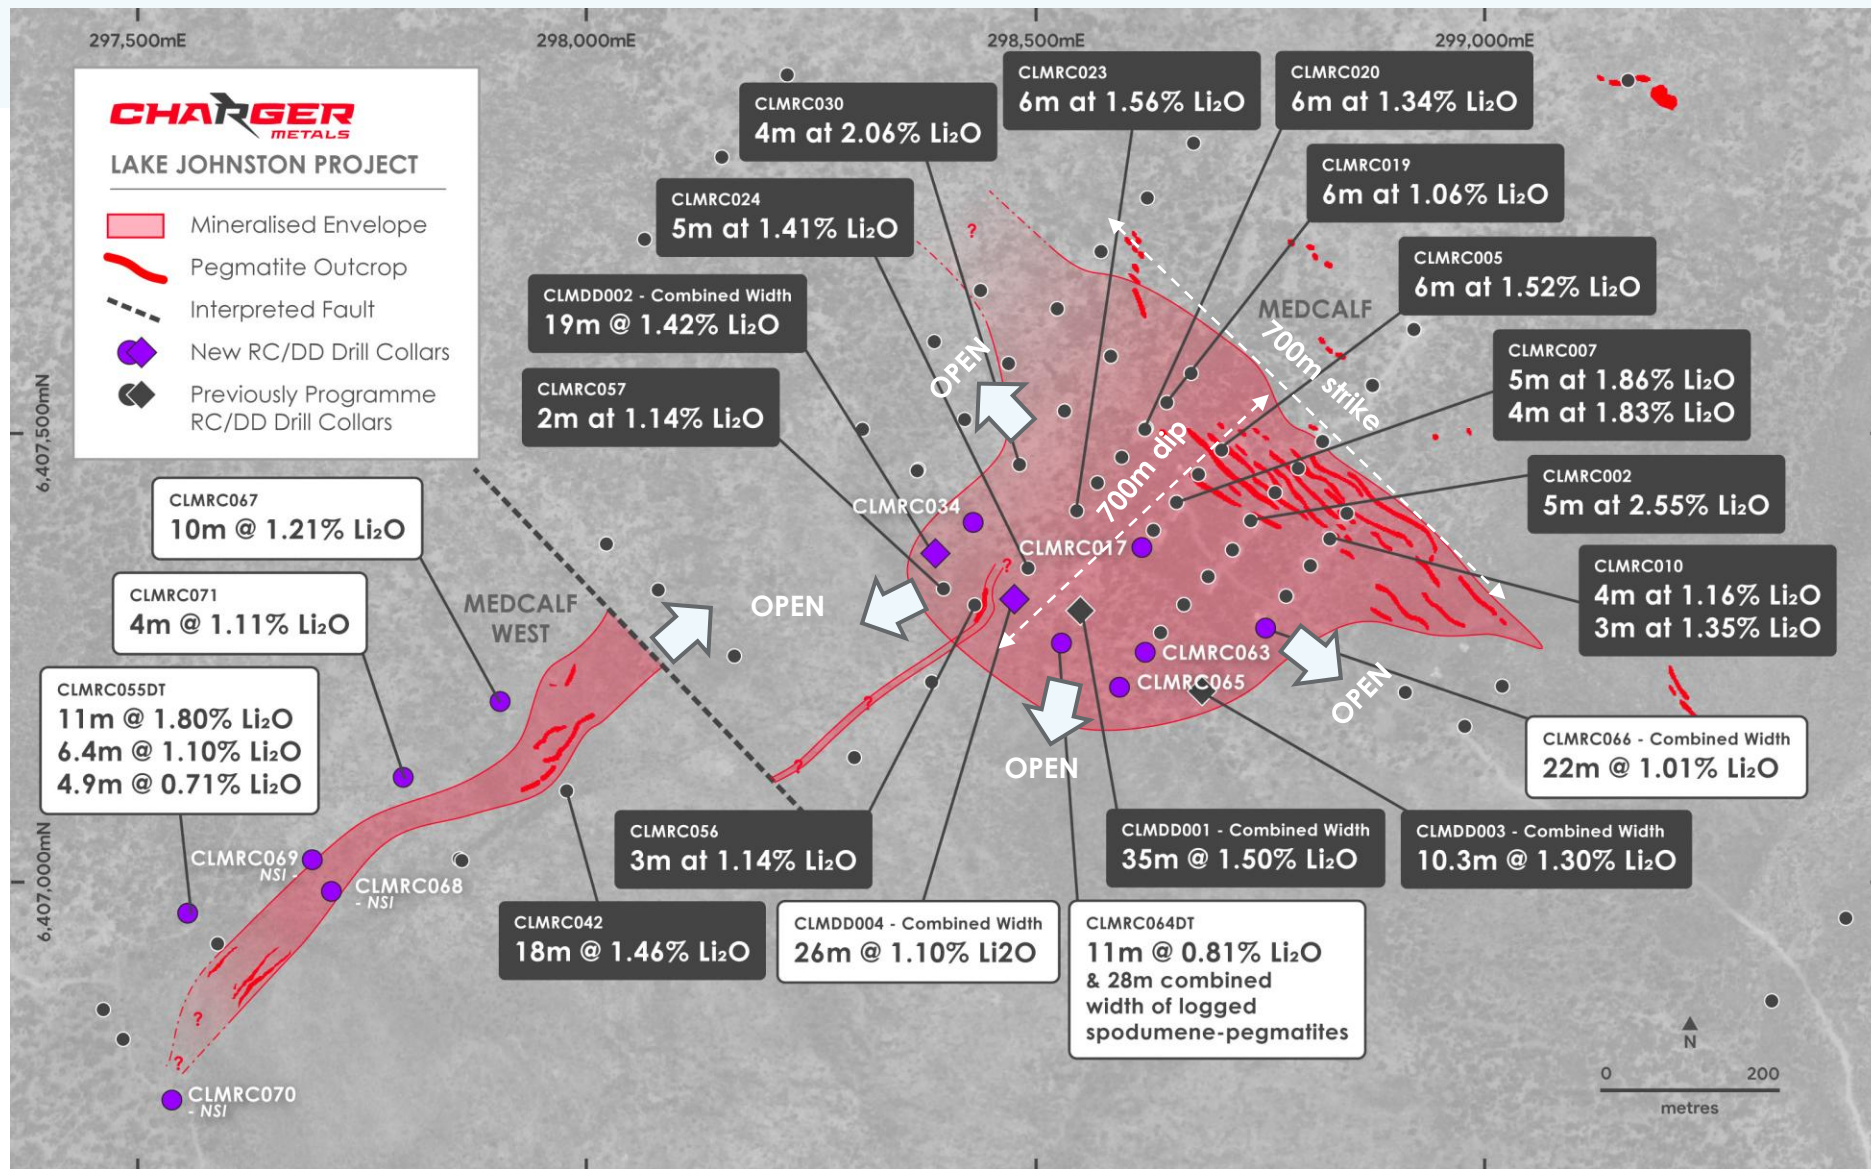 297,500mE
298,000mE
298,500mE
299,000mE
6,407,500mN
6,407,000mN
CHARGER
METALS
LAKE JOHNSTON PROJECT
Mineralised Envelope
Pegmatite Outcrop
Interpreted Fault
New RC/DD Drill Collars
Previously Programme
RC/DD Drill Collars
CLMRC030
4m at 2.06% Li₂O
CLMRC023
6m at 1.56% Li₂O
CLMRC020
6m at 1.34% Li₂O
CLMRC019
6m at 1.06% Li₂O
CLMRC024
5m at 1.41% Li₂O
CLMRC005
6m at 1.52% Li₂O
CLMDD002 - Combined Width
19m @ 1.42% Li₂O
CLMRC007
5m at 1.86% Li₂O
4m at 1.83% Li₂O
CLMRC057
2m at 1.14% Li₂O
CLMRC002
5m at 2.55% Li₂O
CLMRC010
4m at 1.16% Li₂O
3m at 1.35% Li₂O
MEDCALF
700m strike
700m dip
?
OPEN
CLMRC034
CLMRC017
?
CLMRC067
10m @ 1.21% Li₂O
CLMRC071
4m @ 1.11% Li₂O
MEDCALF
WEST
OPEN
CLMRC055DT
11m @ 1.80% Li₂O
6.4m @ 1.10% Li₂O
4.9m @ 0.71% Li₂O
CLMRC063
CLMRC065
OPEN
OPEN
?
?
CLMRC066 - Combined Width
22m @ 1.01% Li₂O
CLMRC056
3m at 1.14% Li₂O
CLMDD001 - Combined Width
35m @ 1.50% Li₂O
CLMDD003 - Combined Width
10.3m @ 1.30% Li₂O
CLMRC069
NSI -
CLMRC068
- NSI
CLMRC042
18m @ 1.46% Li₂O
CLMDD004 - Combined Width
26m @ 1.10% Li2O
CLMRC064DT
11m @ 0.81% Li₂O
& 28m combined
width of logged
spodumene-pegmatites
?
?
CLMRC070
- NSI
N
0 200
metres